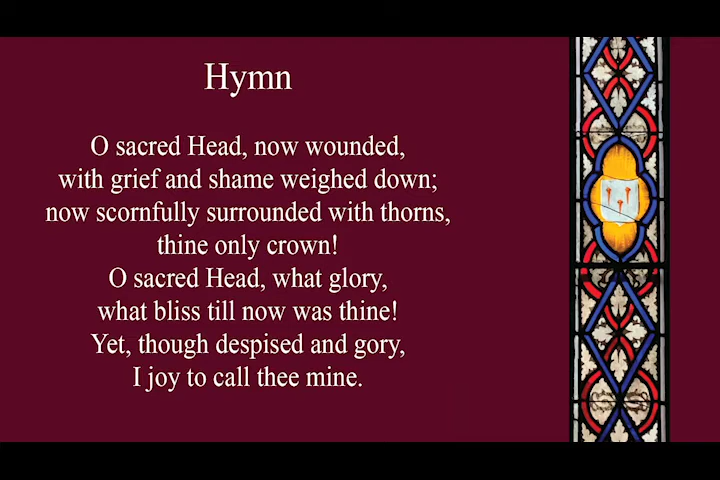 Hymn
O sacred Head, now wounded,
with grief and shame weighed down;
now scornfully surrounded with thorns,
thine only crown!
O sacred Head, what glory,
what bliss till now was thine!
Yet, though despised and gory,
I joy to call thee mine.